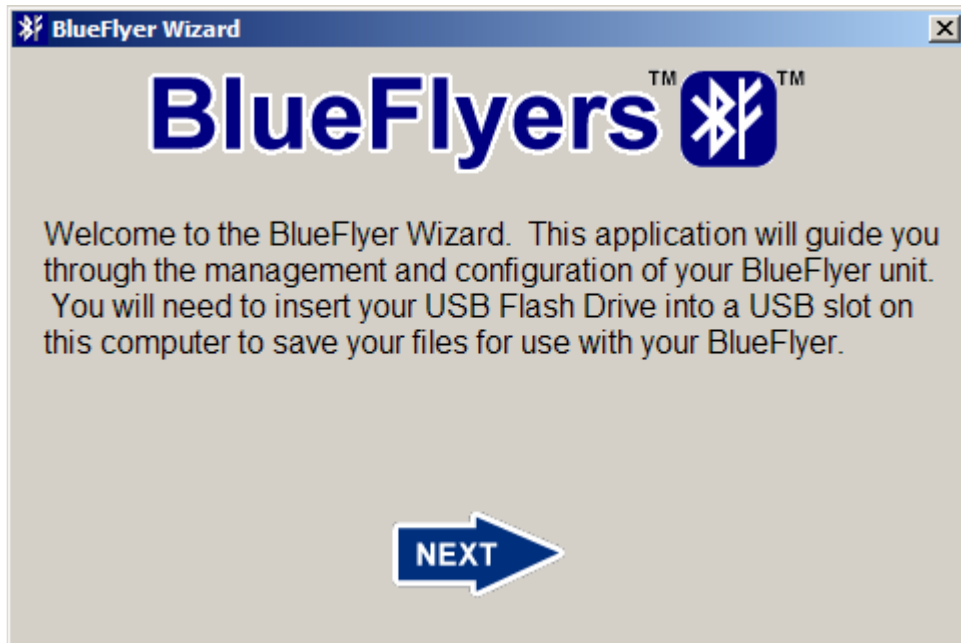 BlueFlyer Wizard
BlueFlyers™ ™
Welcome to the BlueFlyer Wizard.  This application will guide you
through the management and configuration of your BlueFlyer unit.
You will need to insert your USB Flash Drive into a USB slot on
this computer to save your files for use with your BlueFlyer.
NEXT